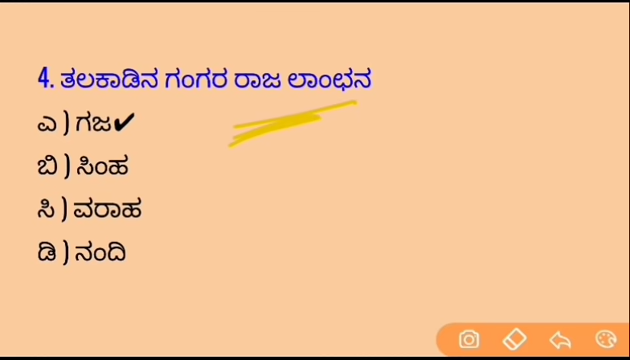 4. ತಲಕಾಡಿನ ಗಂಗರ ರಾಜ ಲಾಂಛನ
ಎ ) ಗಜ✔
ಬಿ ) ಸಿಂಹ
ಸಿ ) ವರಾಹ
ಡಿ ) ನಂದಿ